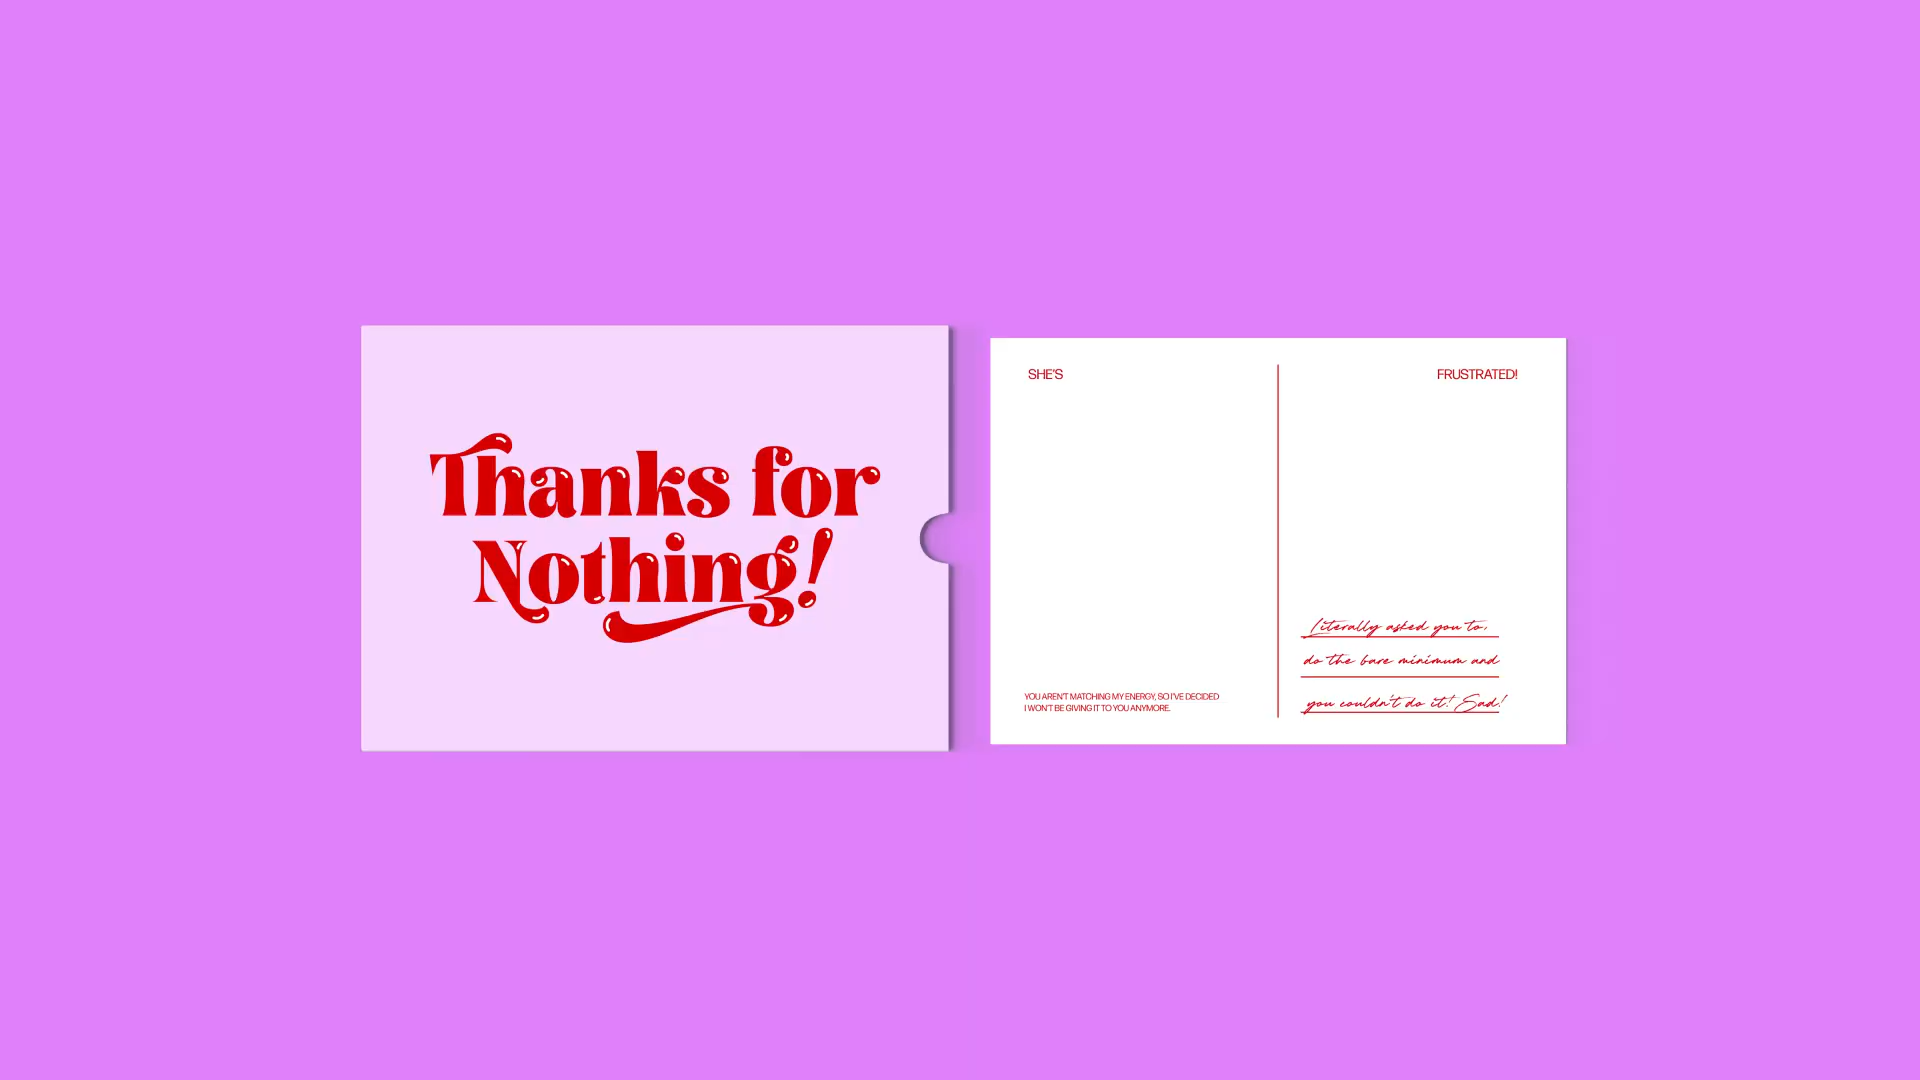 Thanks for
Nothing!
SHE'S
FRUSTRATED!
YOU AREN'T MATCHING MY ENERGY, SO I'VE DECIDED
I WON'T BE GIVING IT TO YOU ANYMORE.
Literally asked you to,
do the bare minimum and
you couldn't do it! Sad!